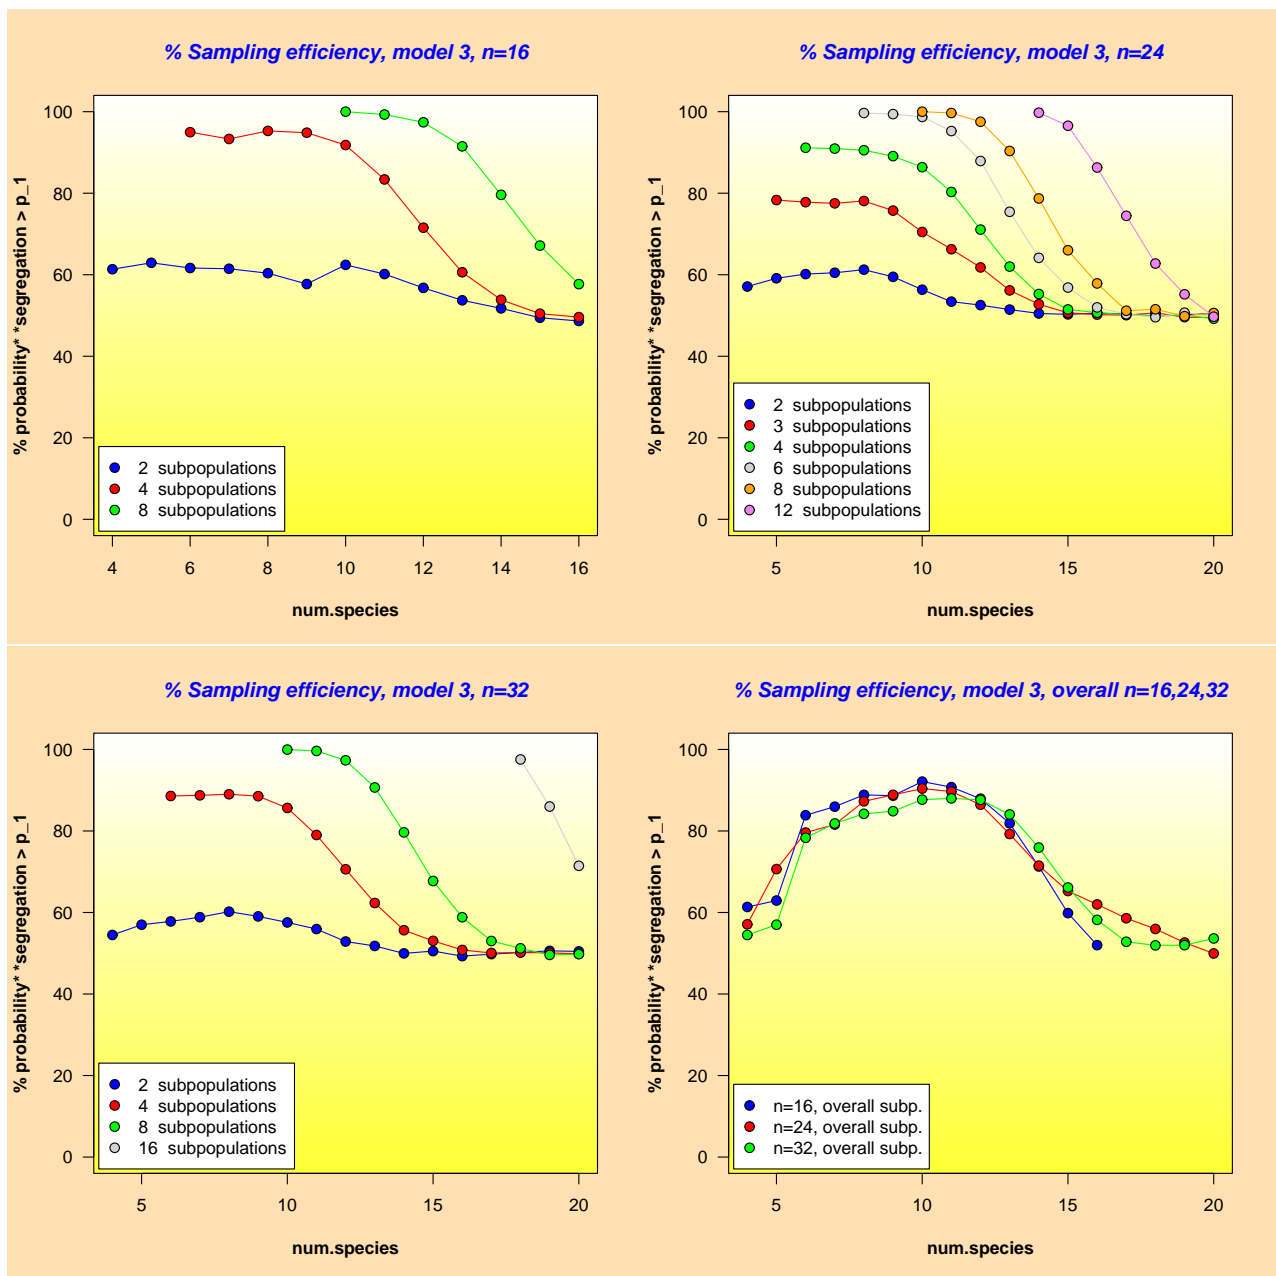 % Sampling efficiency, model 3, n=16
% probability* *segregation > p_1
100
80
60
40
20
0
2 subpopulations
4 subpopulations
8 subpopulations
4 6 8 10 12 14 16
num.species
% Sampling efficiency, model 3, n=24
% probability* *segregation > p_1
100
80
60
40
20
0
2 subpopulations
3 subpopulations
4 subpopulations
6 subpopulations
8 subpopulations
12 subpopulations
5 10 15 20
num.species
% Sampling efficiency, model 3, n=32
% probability* *segregation > p_1
100
80
60
40
20
0
2 subpopulations
4 subpopulations
8 subpopulations
16 subpopulations
5 10 15 20
num.species
% Sampling efficiency, model 3, overall n=16,24,32
% probability* *segregation > p_1
100
80
60
40
20
0
n=16, overall subp.
n=24, overall subp.
n=32, overall subp.
5 10 15 20
num.species